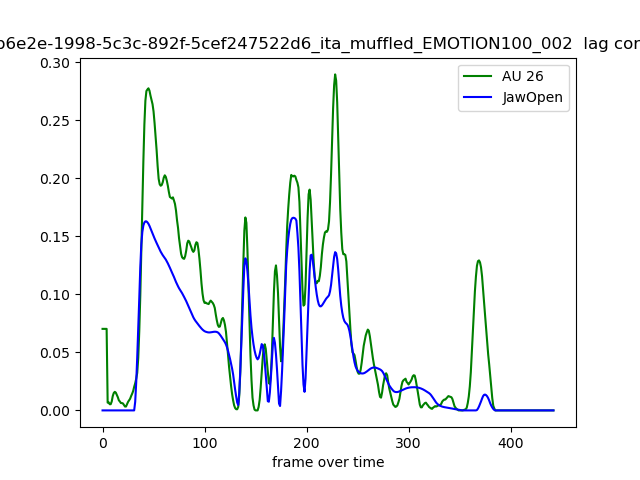 b6e2e-1998-5c3c-892f-5cef247522d6_ita_muffled_EMOTION100_002 lag cor
0.30
AU 26
JawOpen
0.25
0.20
0.15
0.10
0.05
0.00
0 100 200 300 400
frame over time